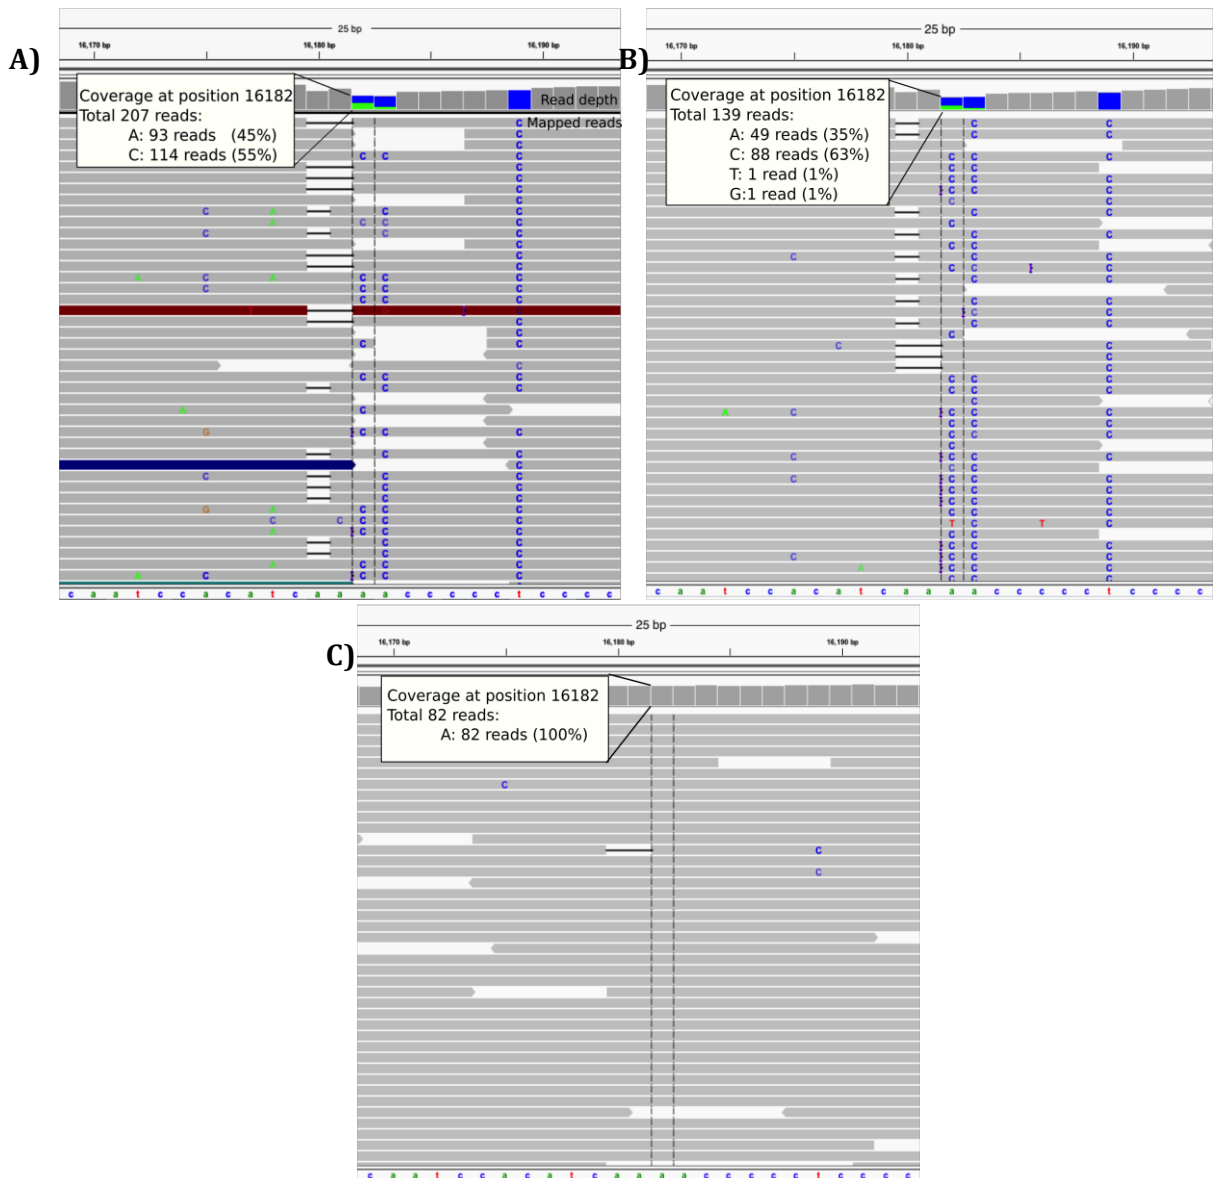 A)
25 bp
16,170 bp 16,180 bp 16,190 bp
Coverage at position 16182
Total 207 reads:
A: 93 reads (45%)
C: 114 reads (55%)
Read depth
Mapped reads
c a a t c c a c a t c a a a a c c c c c t c c c c
B)
25 bp
16,170 bp 16,180 bp 16,190 bp
Coverage at position 16182
Total 139 reads:
A: 49 reads (35%)
C: 88 reads (63%)
T: 1 read (1%)
G:1 read (1%)
c a a t c c a c a t c a a a a c c c c c t c c c c
C)
25 bp
16,170 bp 16,180 bp 16,190 bp
Coverage at position 16182
Total 82 reads:
A: 82 reads (100%)
C
C
C
c a a t c c a c a t c a a a a c c c c c t c c c c